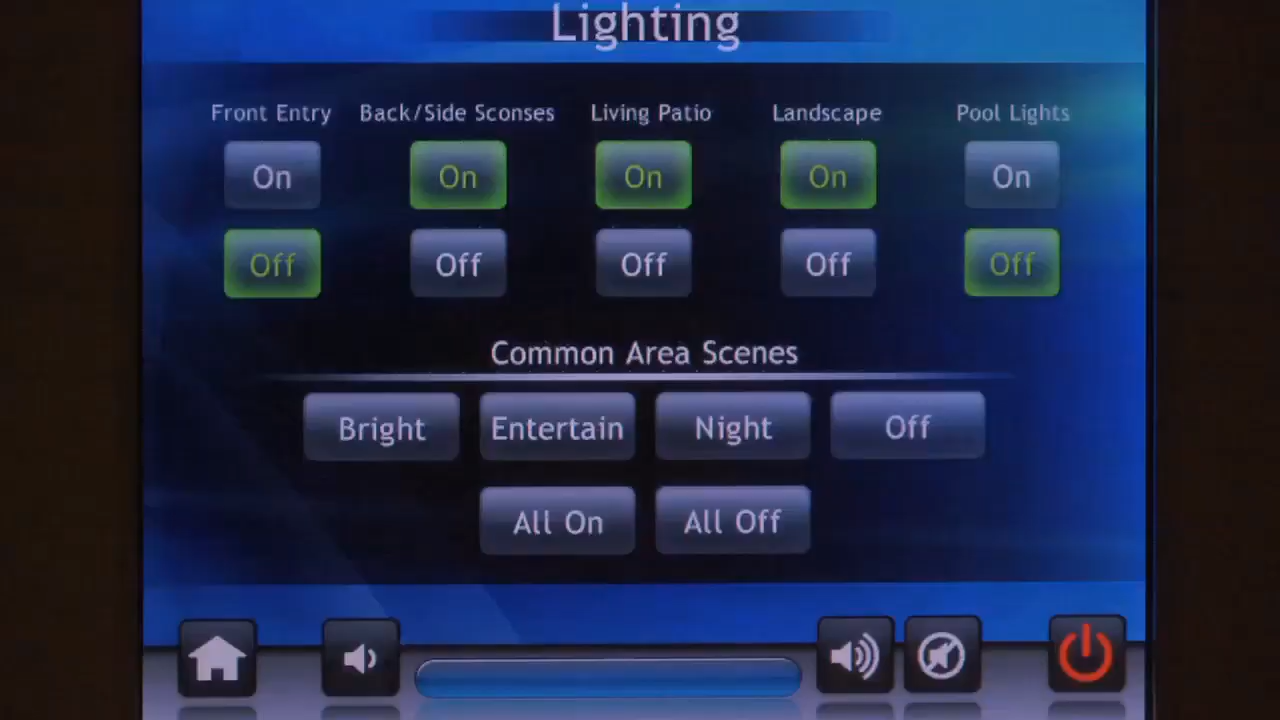 Lighting
Front Entry Back/Side Sconses Living Patio Landscape Pool Lights
On On On On On
Off Off Off Off Off
Common Area Scenes
Bright Entertain Night Off
All On All Off